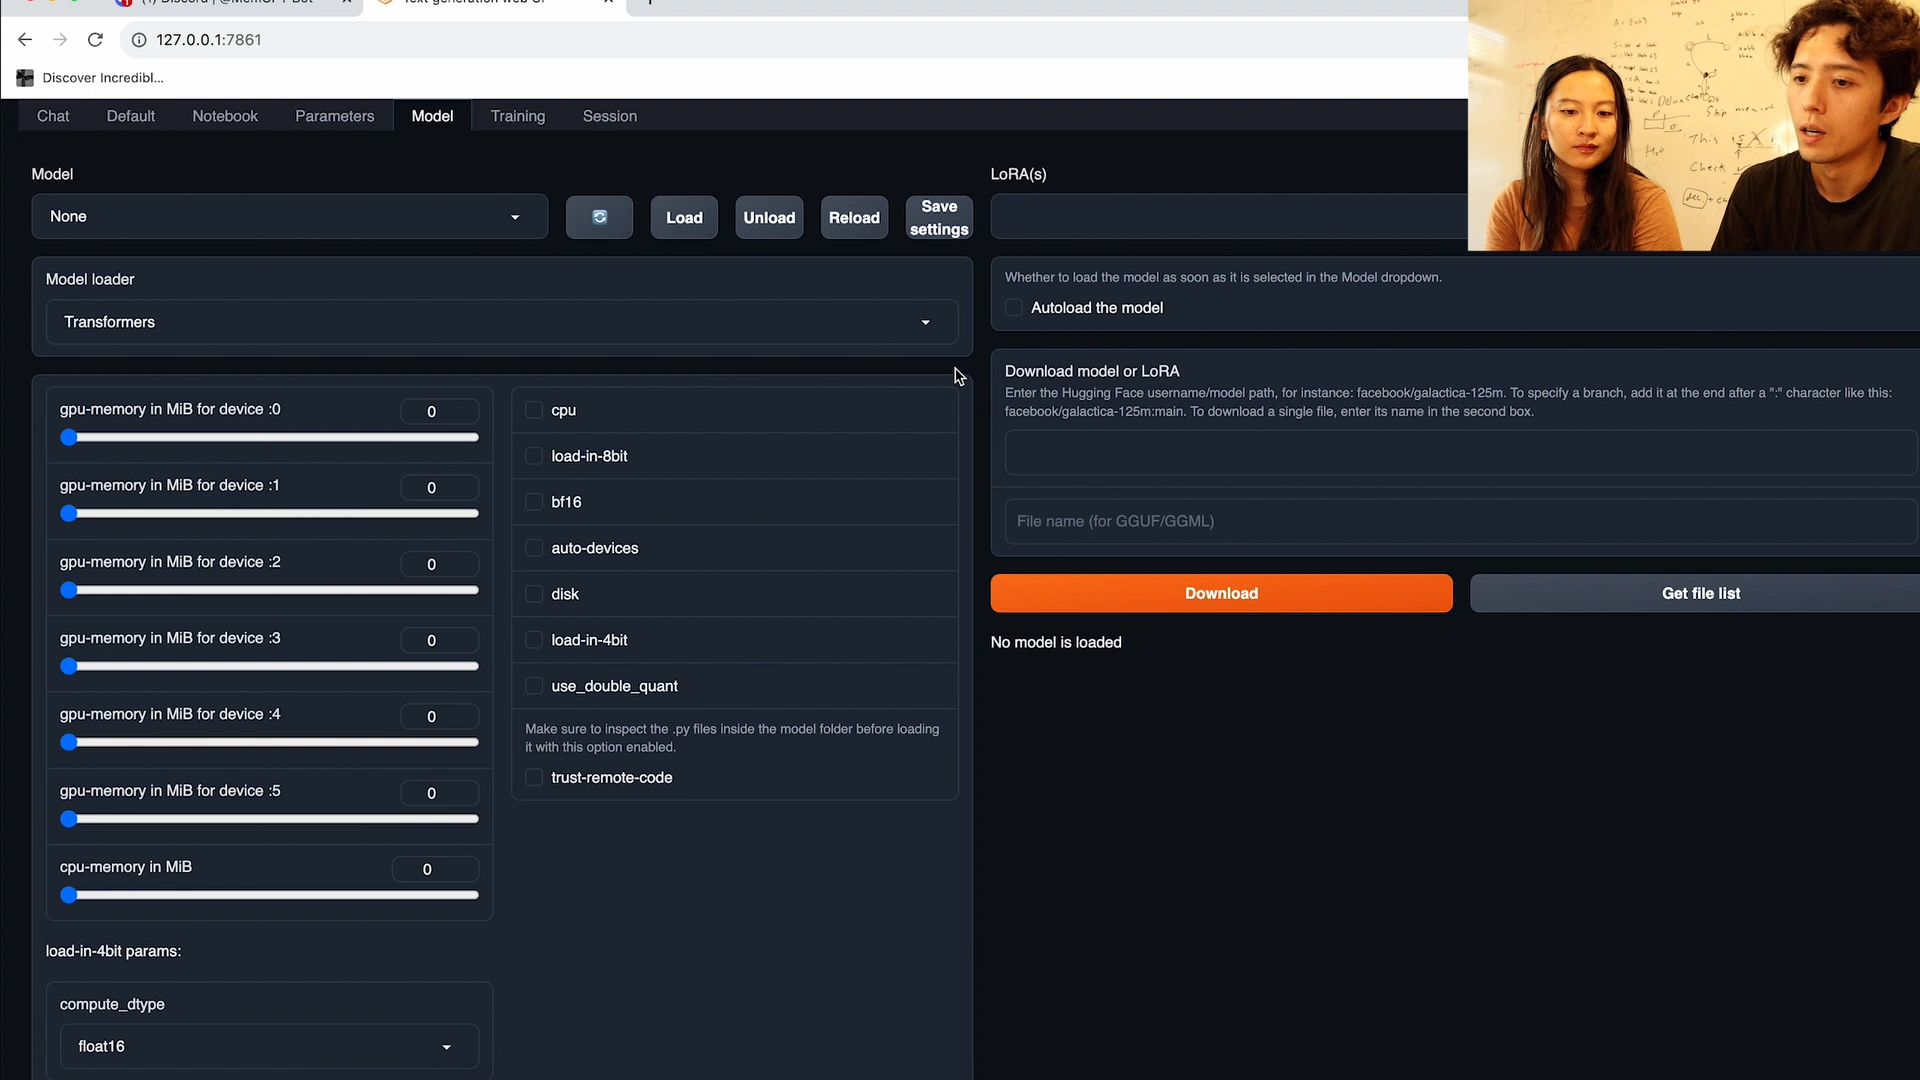 127.0.0.1:7861
Discover Incredibl...
Chat Default Notebook Parameters Model Training Session
Model
None
Load
Unload
Reload
Save settings
Model loader
Transformers
gpu-memory in MiB for device :0 0
gpu-memory in MiB for device :1 0
gpu-memory in MiB for device :2 0
gpu-memory in MiB for device :3 0
gpu-memory in MiB for device :4 0
gpu-memory in MiB for device :5 0
cpu-memory in MiB 0
load-in-4bit params:
compute_dtype
float16
cpu
load-in-8bit
bf16
auto-devices
disk
load-in-4bit
use_double_quant
Make sure to inspect the .py files inside the model folder before loading
it with this option enabled.
trust-remote-code
LoRA(s)
Whether to load the model as soon as it is selected in the Model dropdown.
Autoload the model
Download model or LoRA
Enter the Hugging Face username/model path, for instance: facebook/galactica-125m. To specify a branch, add it at the end after a ":" character like this:
facebook/galactica-125m:main. To download a single file, enter its name in the second box.
File name (for GGUF/GGML)
Download
Get file list
No model is loaded
This
Check